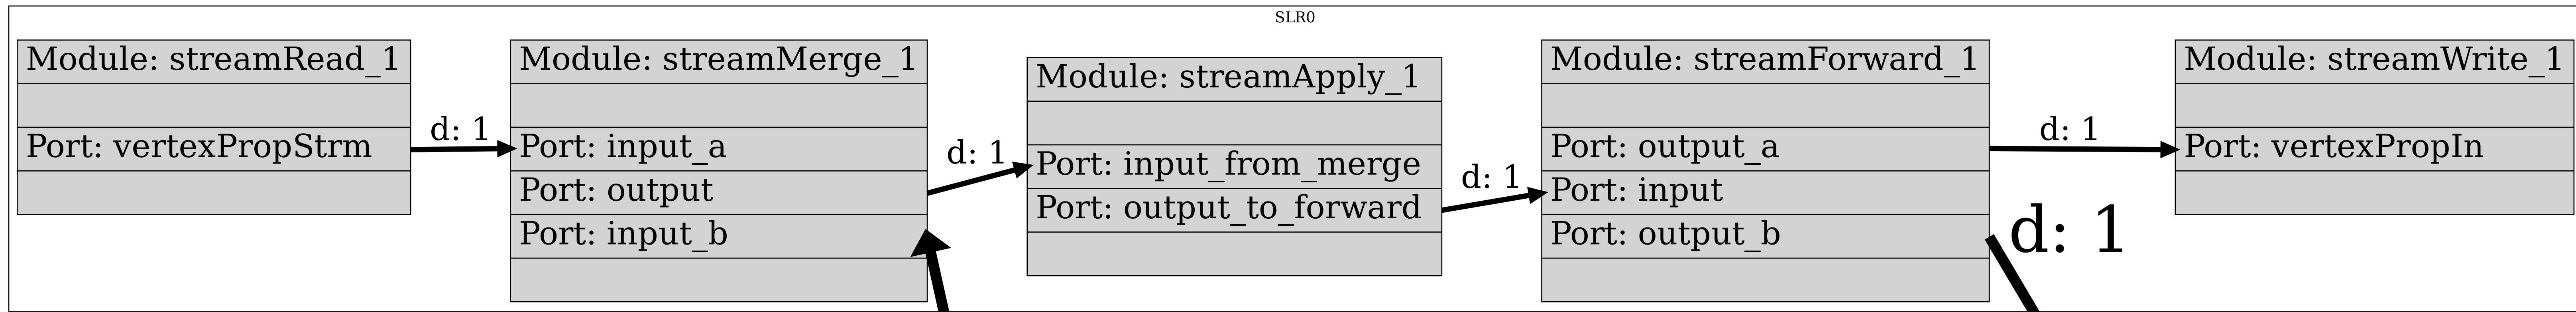 SLR0
Module: streamRead_1
Port: vertexPropStrm
d: 1
Module: streamMerge_1
Port: input_a
Port: output
Port: input_b
d: 1
Module: streamApply_1
Port: input_from_merge
Port: output_to_forward
d: 1
Module: streamForward_1
Port: output_a
Port: input
Port: output_b
d: 1
d: 1
Module: streamWrite_1
Port: vertexPropIn